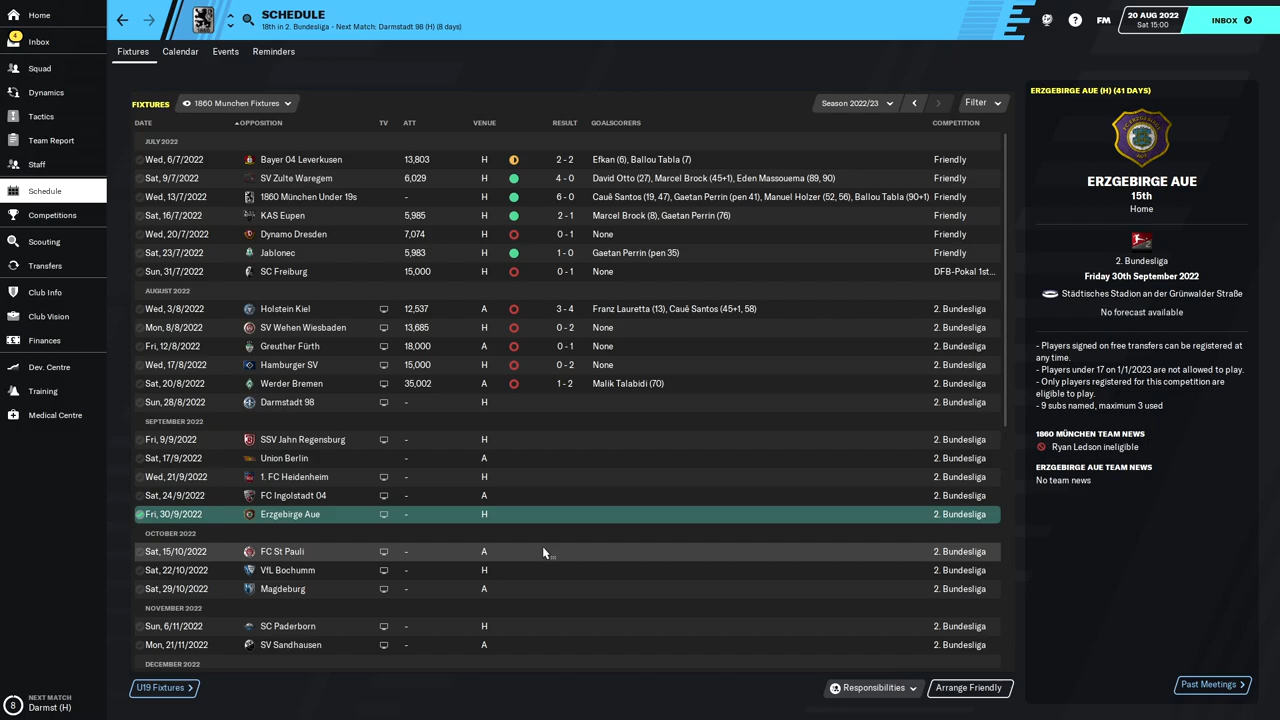 Home
SCHEDULE
18th in 2. Bundesliga - Next Match: Darmstadt 98 (H) (8 days)
FM
20 AUG 2022
Sat 15:00
INBOX
4
Inbox
Squad
Dynamics
Tactics
Team Report
Staff
Schedule
Competitions
Scouting
Transfers
Club Info
Club Vision
Finances
Dev. Centre
Training
Medical Centre
8
NEXT MATCH
Darmst (H)
Fixtures Calendar Events Reminders
FIXTURES 1860 Munchen Fixtures Season 2022/23 Filter
DATE OPPOSITION TV ATT VENUE RESULT GOALSCORERS COMPETITION
JULY 2022
Wed, 6/7/2022 Bayer 04 Leverkusen 13,803 H 2 - 2 Efkan (6), Ballou Tabla (7) Friendly
Sat, 9/7/2022 SV Zulte Waregem 6,029 H 4 - 0 David Otto (27), Marcel Brock (45+1), Eden Massouema (89, 90) Friendly
Wed, 13/7/2022 1860 München Under 19s - H 6 - 0 Cauê Santos (19, 47), Gaetan Perrin (pen 41), Manuel Holzer (52, 56), Ballou Tabla (90+1) Friendly
Sat, 16/7/2022 KAS Eupen 5,985 H 2 - 1 Marcel Brock (8), Gaetan Perrin (76) Friendly
Wed, 20/7/2022 Dynamo Dresden 7,074 H 0 - 1 None Friendly
Sat, 23/7/2022 Jablonec 5,983 H 1 - 0 Gaetan Perrin (pen 35) Friendly
Sun, 31/7/2022 SC Freiburg 15,000 H 0 - 1 None DFB-Pokal 1st...
AUGUST 2022
Wed, 3/8/2022 Holstein Kiel 12,537 A 3 - 4 Franz Lauretta (13), Cauê Santos (45+1, 58) 2. Bundesliga
Mon, 8/8/2022 SV Wehen Wiesbaden 13,685 H 0 - 2 None 2. Bundesliga
Fri, 12/8/2022 Greuther Fürth 18,000 A 0 - 1 None 2. Bundesliga
Wed, 17/8/2022 Hamburger SV 15,000 H 0 - 2 None 2. Bundesliga
Sat, 20/8/2022 Werder Bremen 35,002 A 1 - 2 Malik Talabidi (70) 2. Bundesliga
Sun, 28/8/2022 Darmstadt 98 - H 2. Bundesliga
SEPTEMBER 2022
Fri, 9/9/2022 SSV Jahn Regensburg - H 2. Bundesliga
Sat, 17/9/2022 Union Berlin - A 2. Bundesliga
Wed, 21/9/2022 1. FC Heidenheim - H 2. Bundesliga
Sat, 24/9/2022 FC Ingolstadt 04 - A 2. Bundesliga
Fri, 30/9/2022 Erzgebirge Aue - H 2. Bundesliga
OCTOBER 2022
Sat, 15/10/2022 FC St Pauli - A 2. Bundesliga
Sat, 22/10/2022 VfL Bochumm - H 2. Bundesliga
Sat, 29/10/2022 Magdeburg - A 2. Bundesliga
NOVEMBER 2022
Sun, 6/11/2022 SC Paderborn - H 2. Bundesliga
Mon, 21/11/2022 SV Sandhausen - A 2. Bundesliga
DECEMBER 2022
U19 Fixtures Responsibilities Arrange Friendly
ERZGEBIRGE AUE (H) (41 DAYS)
ERZGEBIRGE AUE
15th
Home
2. Bundesliga
Friday 30th September 2022
Städtisches Stadion an der Grünwalder Straße
No forecast available
- Players signed on free transfers can be registered at
any time.
- Players under 17 on 1/1/2023 are not allowed to play.
- Only players registered for this competition are
eligible to play.
- 9 subs named, maximum 3 used
1860 MÜNCHEN TEAM NEWS
Ryan Ledson ineligible
ERZGEBIRGE AUE TEAM NEWS
No team news
Past Meetings